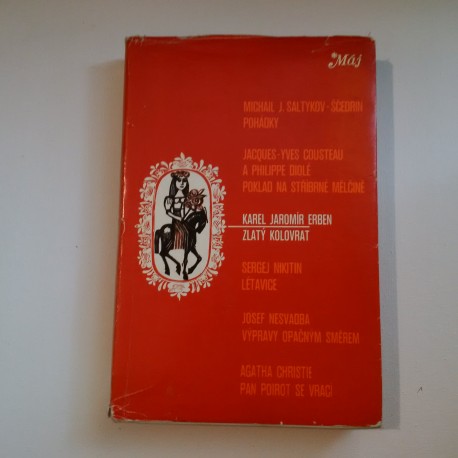 Máj
MICHAIL J. SALTYKOV-ŠČEDRIN
POHÁDKY
JACQUES-YVES COUSTEAU
A PHILIPPE DIOLÉ
POKLAD NA STŘÍBRNÉ MĚLČINĚ
KAREL JAROMÍR ERBEN
ZLATÝ KOLOVRAT
SERGEJ NIKITIN
LÉTAVICE
JOSEF NESVADBA
VÝPRAVY OPAČNÝM SMĚREM
AGATHA CHRISTIE
PAN POIROT SE VRACÍ